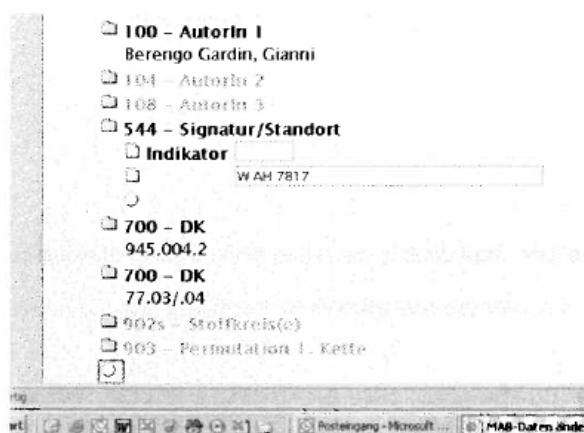 100 – AutorIn 1
Berengo Gardin, Gianni
104 – AutorIn 2
108 – AutorIn 3
544 – Signatur/Standort
Indikator
W AH 7817
700 – DK
945.004.2
700 – DK
77.03/.04
902s – Stoffkreis(e)
903 – Permutation 1. Kette
Posteingang - Microsoft ... MAB-Daten ände